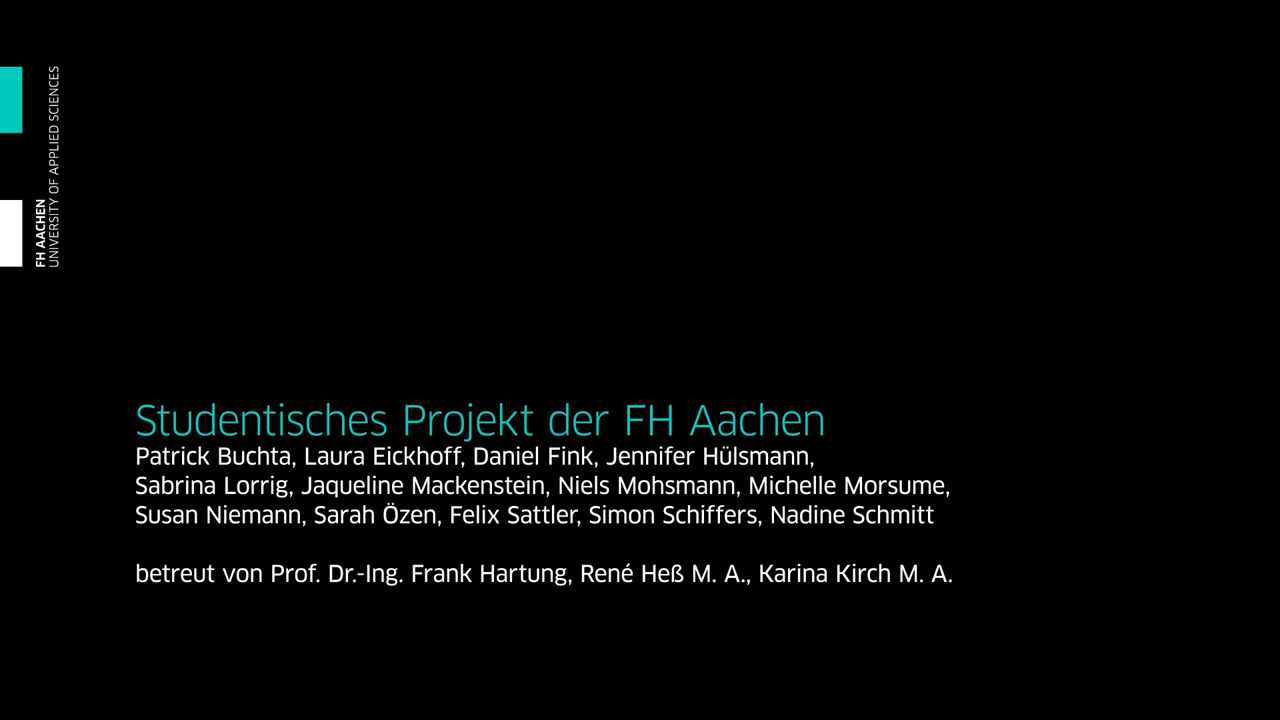 FH AACHEN
UNIVERSITY OF APPLIED SCIENCES
Studentisches Projekt der FH Aachen
Patrick Buchta, Laura Eickhoff, Daniel Fink, Jennifer Hülsmann,
Sabrina Lorrig, Jaqueline Mackenstein, Niels Mohsmann, Michelle Morsume,
Susan Niemann, Sarah Özen, Felix Sattler, Simon Schiffers, Nadine Schmitt
betreut von Prof. Dr.-Ing. Frank Hartung, René Heß M. A., Karina Kirch M. A.